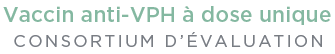 Vaccin anti-VPH à dose unique
CONSORTIUM D'ÉVALUATION